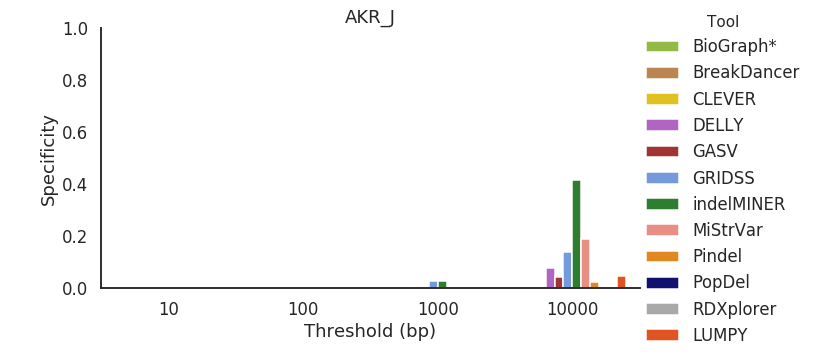 AKR_J
Tool
1.0
0.8
0.6
0.4
0.2
0.0
Specificity
10
100
1000
10000
Threshold (bp)
BioGraph*
BreakDancer
CLEVER
DELLY
GASV
GRIDSS
indelMINER
MiStrVar
Pindel
PopDel
RDXplorer
LUMPY